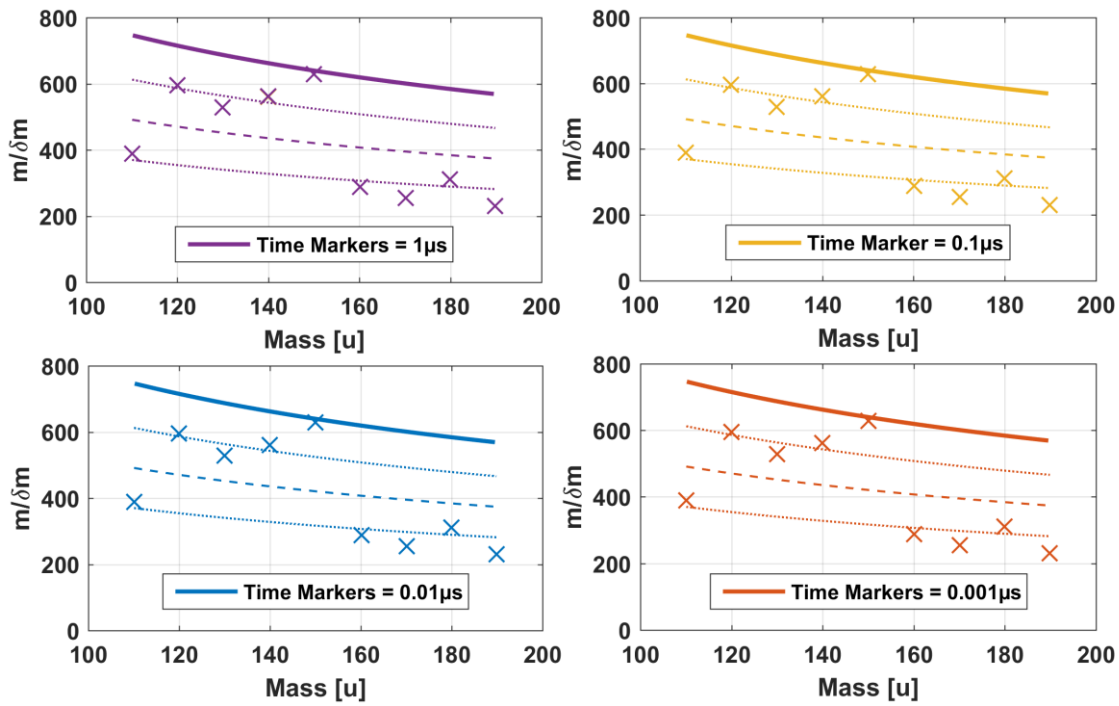 800
600
400
200
0
m/δm
Time Markers = 1μs
100 120 140 160 180 200
Mass [u]
800
600
400
200
0
m/δm
Time Marker = 0.1μs
100 120 140 160 180 200
Mass [u]
800
600
400
200
0
m/δm
Time Markers = 0.01μs
100 120 140 160 180 200
Mass [u]
800
600
400
200
0
m/δm
Time Markers = 0.001μs
100 120 140 160 180 200
Mass [u]